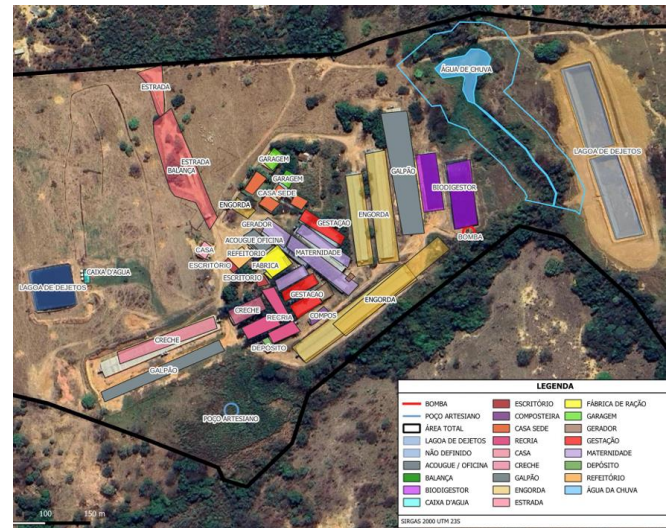 ÁGUA DE CHUVA
ESTRADA
LAGOA DE DEJETOS
ESTRADA
BALANÇA
GARAGEM
GARAGEM
CASA SEDE
GALPÃO
BIODIGESTOR
ENGORDA
ENGORDA
GESTAÇÃO
GERADOR
AÇOUGUE OFICINA
BOMBA
CASA
REFEITÓRIO
MATERNIDADE
ESCRITÓRIO
FABRICA
CAIXA D'AGUA
LAGOA DE DEJETOS
ESCRITÓRIO
GESTAÇÃO
ENGORDA
CRECHE
RECRIA
COMPOS
CRECHE
DEPÓSITO
GALPÃO
POÇO ARTESIANO
100 150 m
LEGENDA
BOMBA
POÇO ARTESIANO
ÁREA TOTAL
LAGOA DE DEJETOS
NÃO DEFINIDO
ACOUGUE / OFICINA
BALANÇA
BIODIGESTOR
CAIXA D'AGUA
ESCRITÓRIO
COMPOSTEIRA
CASA SEDE
RECRIA
CASA
CRECHE
GALPÃO
ENGORDA
ESTRADA
FÁBRICA DE RAÇÃO
GARAGEM
GERADOR
GESTAÇÃO
MATERNIDADE
DEPÓSITO
REFEITÓRIO
ÁGUA DA CHUVA
SIRGAS 2000 UTM 23S